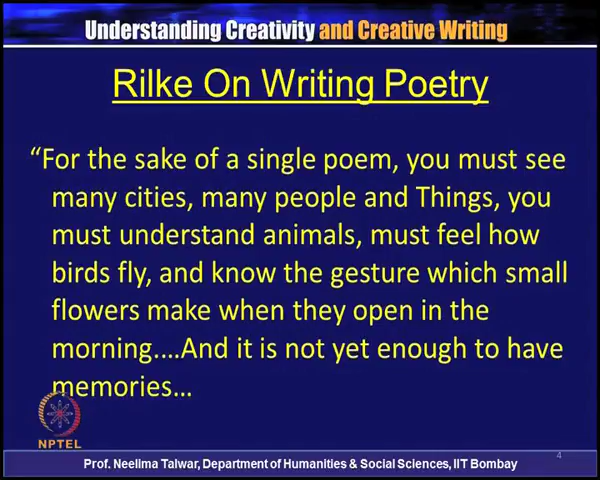 Understanding Creativity and Creative Writing
Rilke On Writing Poetry
“For the sake of a single poem, you must see
many cities, many people and Things, you
must understand animals, must feel how
birds fly, and know the gesture which small
flowers make when they open in the
morning....And it is not yet enough to have
memories...
NPTEL
4
Prof. Neelima Talwar, Department of Humanities & Social Sciences, IIT Bombay